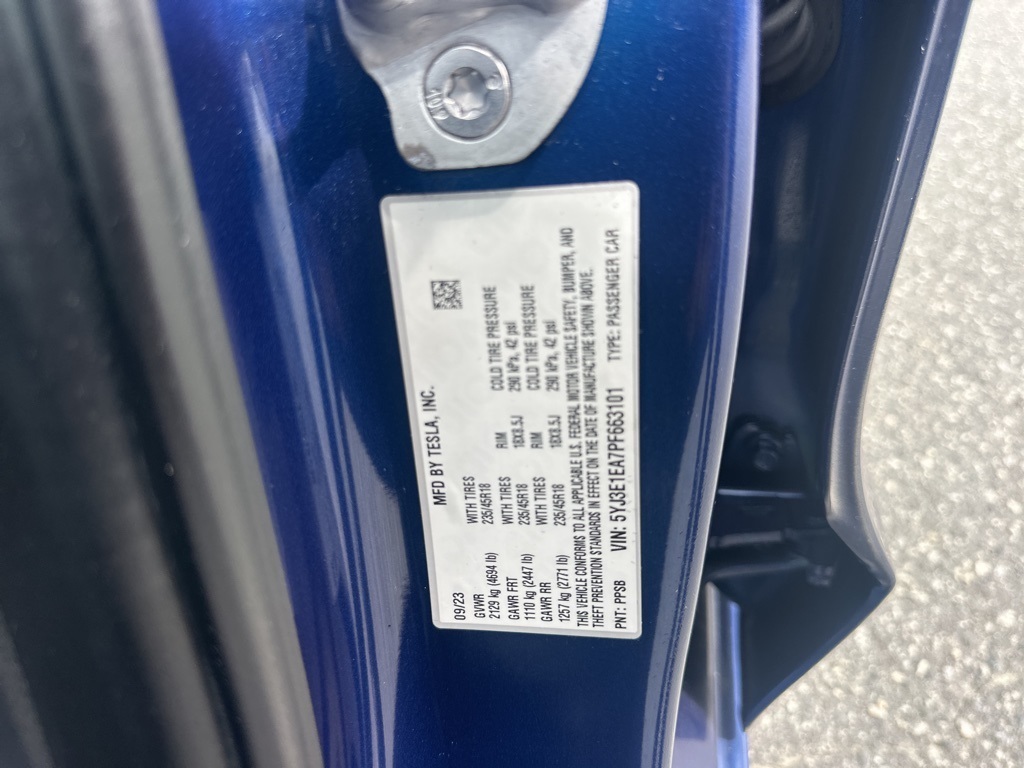 MFD BY TESLA, INC.
09/23
GVWR WITH TIRES
2129 kg (4694 lb) 235/45R18
GAWR FRT WITH TIRES RIM COLD TIRE PRESSURE
1110 kg (2447 lb) 235/45R18 18X8.5J 290 kPa, 42 psi
GAWR RR WITH TIRES RIM COLD TIRE PRESSURE
1257 kg (2771 lb) 235/45R18 18X8.5J 290 kPa, 42 psi
THIS VEHICLE CONFORMS TO ALL APPLICABLE U.S. FEDERAL MOTOR VEHICLE SAFETY, BUMPER, AND
THEFT PREVENTION STANDARDS IN EFFECT ON THE DATE OF MANUFACTURE SHOWN ABOVE.
PNT: PPSB VIN: 5YJ3E1EA7PF663101 TYPE: PASSENGER CAR